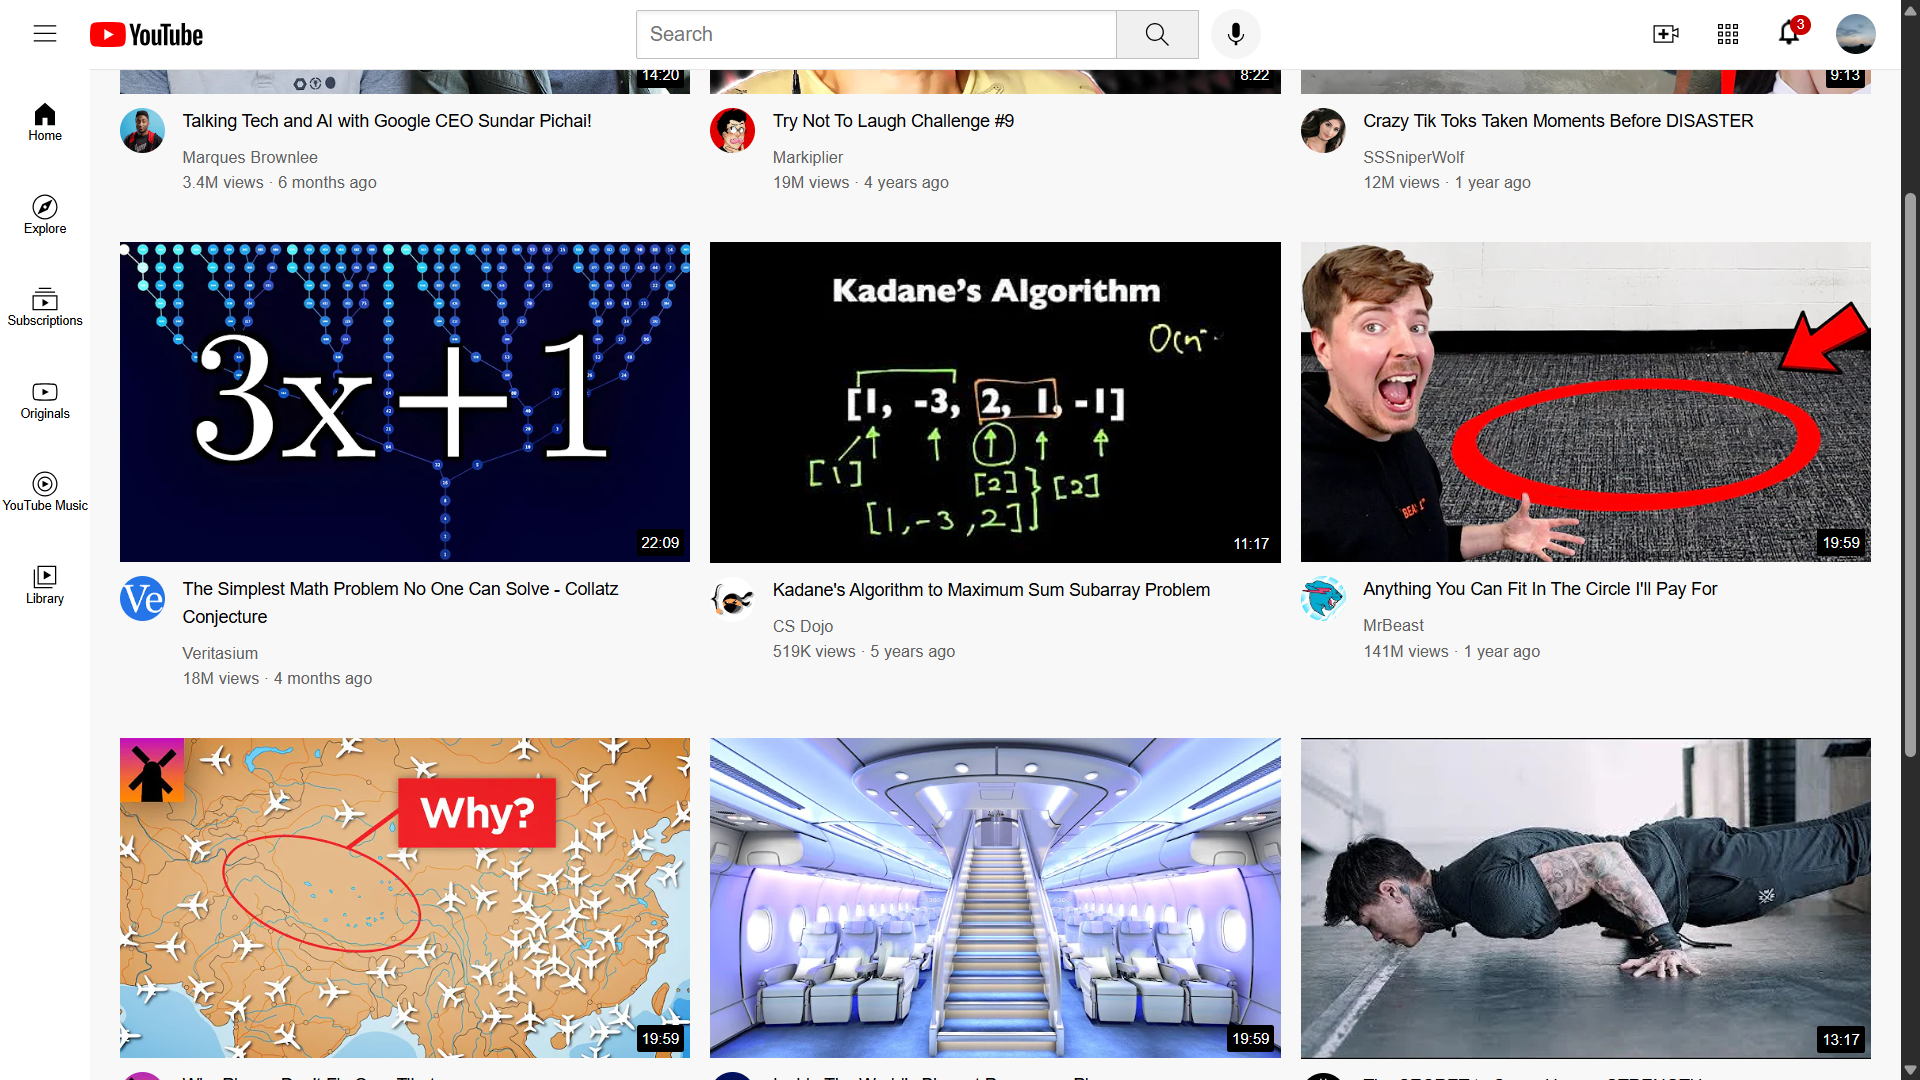 YouTube
Search
3
Home
Explore
Subscriptions
Originals
YouTube Music
Library
14:20
8:22
9:13
Talking Tech and AI with Google CEO Sundar Pichai!
Marques Brownlee
3.4M views · 6 months ago
Try Not To Laugh Challenge #9
Markiplier
19M views · 4 years ago
Crazy Tik Toks Taken Moments Before DISASTER
SSSniperWolf
12M views · 1 year ago
3x+1
22:09
Kadane's Algorithm
[1, -3, 2, 1, -1]
[1]
[2]
[2]
[1, -3, 2]
11:17
19:59
Ve
The Simplest Math Problem No One Can Solve - Collatz
Conjecture
Veritasium
18M views · 4 months ago
Kadane's Algorithm to Maximum Sum Subarray Problem
CS Dojo
519K views · 5 years ago
Anything You Can Fit In The Circle I'll Pay For
MrBeast
141M views · 1 year ago
Why?
19:59
19:59
13:17